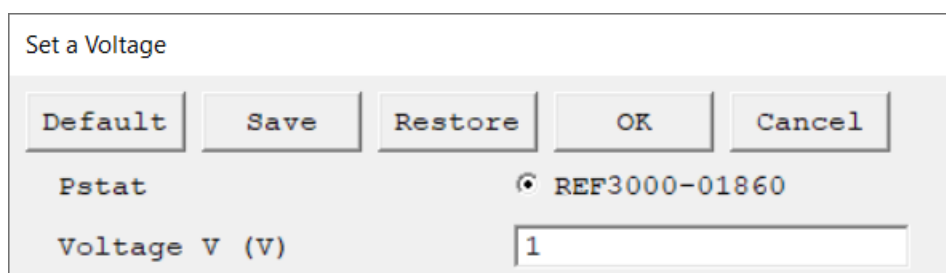 Set a Voltage
Default Save Restore OK Cancel
Pstat REF3000-01860
Voltage V (V) 1